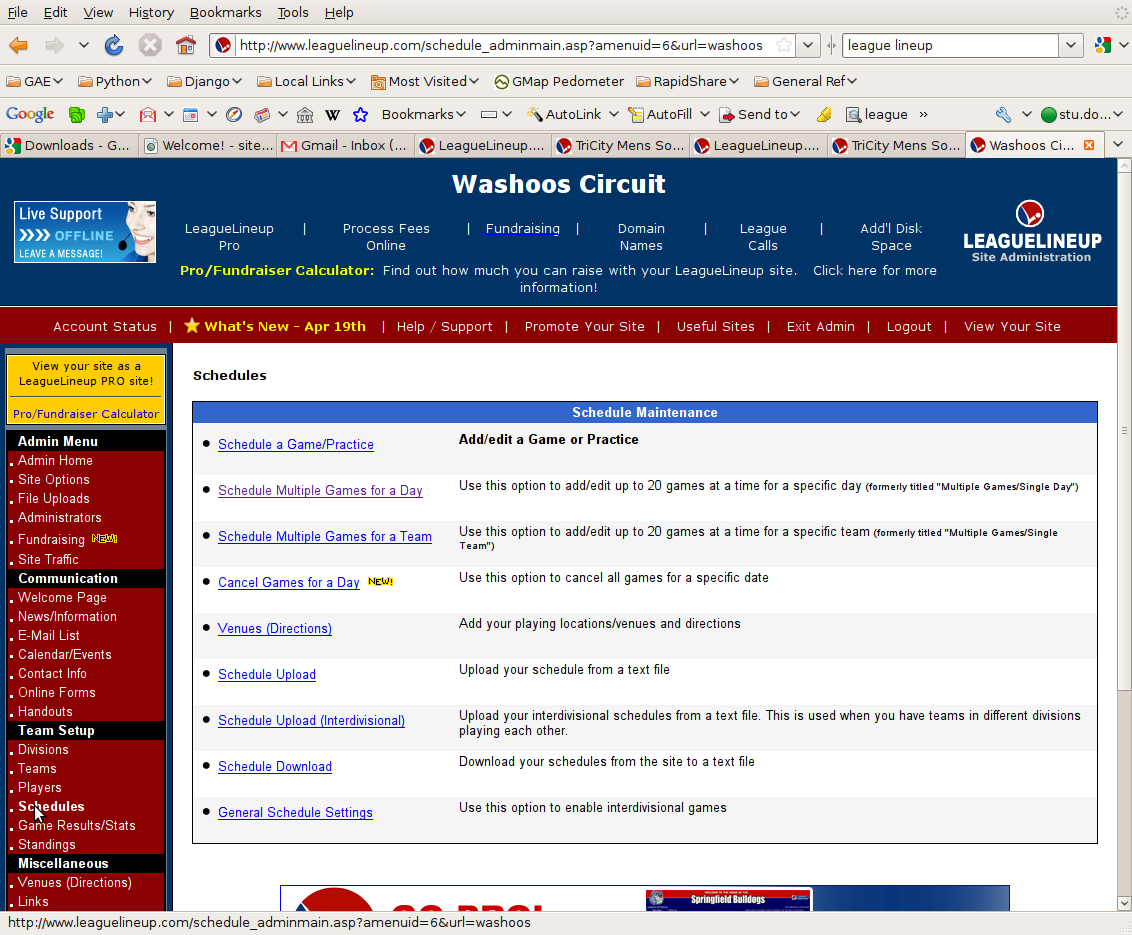 File Edit View History Bookmarks Tools Help
http://www.leaguelineup.com/schedule_adminmain.asp?amenuid=6&url=washoos
league lineup
GAE Python Django Local Links Most Visited GMap Pedometer RapidShare General Ref
Google Bookmarks AutoLink AutoFill Send to league » stu.do...
Downloads - G... Welcome! - site... Gmail - Inbox (... LeagueLineup.... TriCity Mens So... LeagueLineup.... TriCity Mens So... Washoos Ci...
Washoos Circuit
Live Support
»»» OFFLINE
LEAVE A MESSAGE!
LeagueLineup Pro | Process Fees Online | Fundraising | Domain Names | League Calls | Add'l Disk Space
Pro/Fundraiser Calculator: Find out how much you can raise with your LeagueLineup site. Click here for more
information!
LEAGUELINEUP
Site Administration
Account Status | What's New - Apr 19th | Help / Support | Promote Your Site | Useful Sites | Exit Admin | Logout | View Your Site
View your site as a
LeagueLineup PRO site!
Pro/Fundraiser Calculator
Admin Menu
Admin Home
Site Options
File Uploads
Administrators
Fundraising NEW!
Site Traffic
Communication
Welcome Page
News/Information
E-Mail List
Calendar/Events
Contact Info
Online Forms
Handouts
Team Setup
Divisions
Teams
Players
Schedules
Game Results/Stats
Standings
Miscellaneous
Venues (Directions)
Links
Schedules
Schedule Maintenance
Schedule a Game/Practice Add/edit a Game or Practice
Schedule Multiple Games for a Day Use this option to add/edit up to 20 games at a time for a specific day (formerly titled "Multiple Games/Single Day")
Schedule Multiple Games for a Team Use this option to add/edit up to 20 games at a time for a specific team (formerly titled "Multiple Games/Single
Team")
Cancel Games for a Day NEW! Use this option to cancel all games for a specific date
Venues (Directions) Add your playing locations/venues and directions
Schedule Upload Upload your schedule from a text file
Schedule Upload (Interdivisional) Upload your interdivisional schedules from a text file. This is used when you have teams in different divisions
playing each other.
Schedule Download Download your schedules from the site to a text file
General Schedule Settings Use this option to enable interdivisional games
GO PRO!
Springfield Bulldogs
http://www.leaguelineup.com/schedule_adminmain.asp?amenuid=6&url=washoos